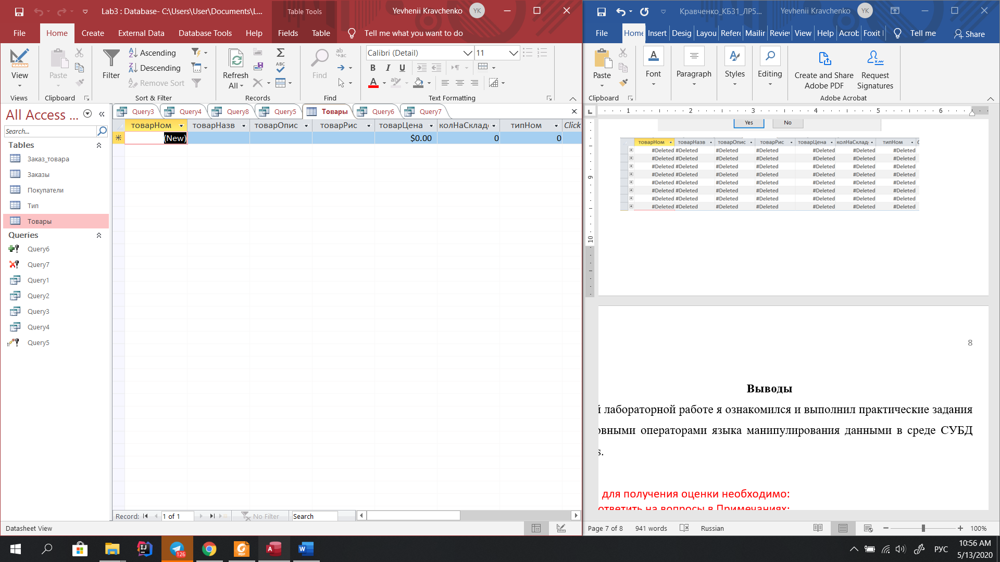 Lab3 : Database- C:\Users\User\Documents\L...
Table Tools
Yevhenii Kravchenko
YK
File
Home
Create
External Data
Database Tools
Help
Fields
Table
Tell me what you want to do
View
Views
Paste
Clipboard
Filter
Ascending
Descending
Remove Sort
Sort & Filter
Refresh
All
Records
Find
Find
Calibri (Detail)
11
B I U
Text Formatting
All Access ...
Search...
Tables
Заказ_товара
Заказы
Покупатели
Тип
Товары
Queries
Query6
Query7
Query1
Query2
Query3
Query4
Query5
Query3
Query4
Query8
Query5
Товары
Query6
Query7
товарНом
товарНазв
товарОпис
товарРис
товарЦена
колНаСклад
типНом
Click
(New)
$0.00
0
0
Record:
1 of 1
No Filter
Search
Datasheet View
Кравченко_КБ31_ЛР5...
Yevhenii Kravchenko
YK
File
Home
Insert
Desig
Layou
Refere
Mailin
Review
View
Help
Acrob
Foxit
Tell me
Share
Paste
Clipboard
Font
Paragraph
Styles
Editing
Create and Share
Adobe PDF
Request
Signatures
Adobe Acrobat
1 2 3 4 5 6
9
10
Yes
No
товарНом товарНазв товарОпис товарРис товарЦена колНаСклад типНом
#Deleted #Deleted #Deleted #Deleted #Deleted #Deleted #Deleted
#Deleted #Deleted #Deleted #Deleted #Deleted #Deleted #Deleted
#Deleted #Deleted #Deleted #Deleted #Deleted #Deleted #Deleted
#Deleted #Deleted #Deleted #Deleted #Deleted #Deleted #Deleted
#Deleted #Deleted #Deleted #Deleted #Deleted #Deleted #Deleted
#Deleted #Deleted #Deleted #Deleted #Deleted #Deleted #Deleted
#Deleted #Deleted #Deleted #Deleted #Deleted #Deleted #Deleted
#Deleted #Deleted #Deleted #Deleted #Deleted #Deleted #Deleted
8
Выводы
й лабораторной работе я ознакомился и выполнил практические задания
овными операторами языка манипулирования данными в среде СУБД
s.
для получения оценки необходимо:
ответить на вопросы в Примечаниях:
Page 7 of 8
941 words
Russian
100%
126
РУС
10:56 AM
5/13/2020